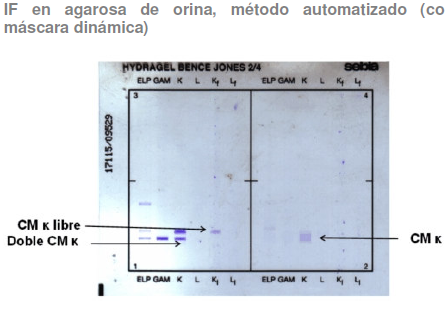 IF en agarosa de orina, método automatizado (co
máscara dinámica)
HYDRAGEL BENCE JONES 2/4 sebia
ELP GAM K L Kf Lf ELP GAM K L Kf Lf
3 4
17115/09529
CM κ libre
Doble CM κ
CM κ
1 2
ELP GAM K L Kf Lf ELP GAM K L Kf Lf